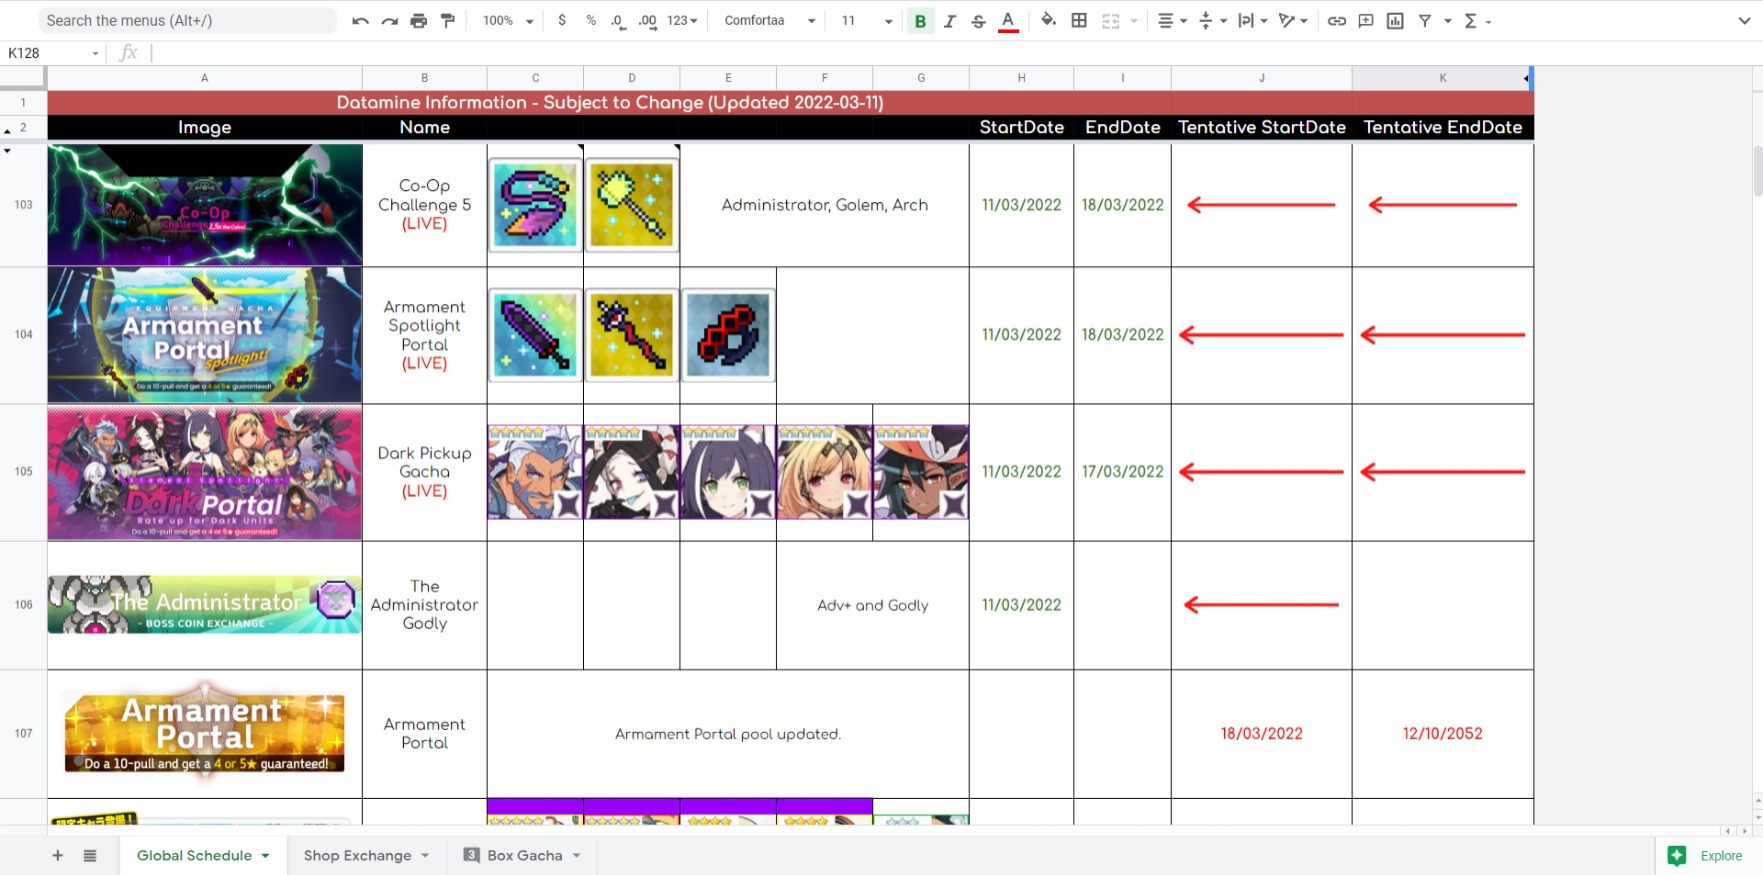 Search the menus (Alt+/)
100%
$
%
.0
.00
123
Comfortaa
11
B
I
S
A
K128
fx
A B C D E F G H I J K
1
Datamine Information - Subject to Change (Updated 2022-03-11)
2
Image Name StartDate EndDate Tentative StartDate Tentative EndDate
103
Co-Op
Challenge
1.5x the Coins!
Co-Op
Challenge 5
(LIVE)
Administrator, Golem, Arch
11/03/2022
18/03/2022
104
EQUIPMENT GACHA
Armament
Portal
Spotlight!
Do a 10-pull and get a 4 or 5★ guaranteed!
Armament
Spotlight
Portal
(LIVE)
11/03/2022
18/03/2022
105
Element Spotlight
Dark Portal
Rate up for Dark Units
Do a 10-pull and get a 4 or 5★ guaranteed!
Dark Pickup
Gacha
(LIVE)
11/03/2022
17/03/2022
106
The Administrator
- BOSS COIN EXCHANGE -
The
Administrator
Godly
Adv+ and Godly
11/03/2022
107
Armament
Portal
Do a 10-pull and get a 4 or 5★ guaranteed!
Armament
Portal
Armament Portal pool updated.
18/03/2022
12/10/2052
Global Schedule
Shop Exchange
3
Box Gacha
Explore